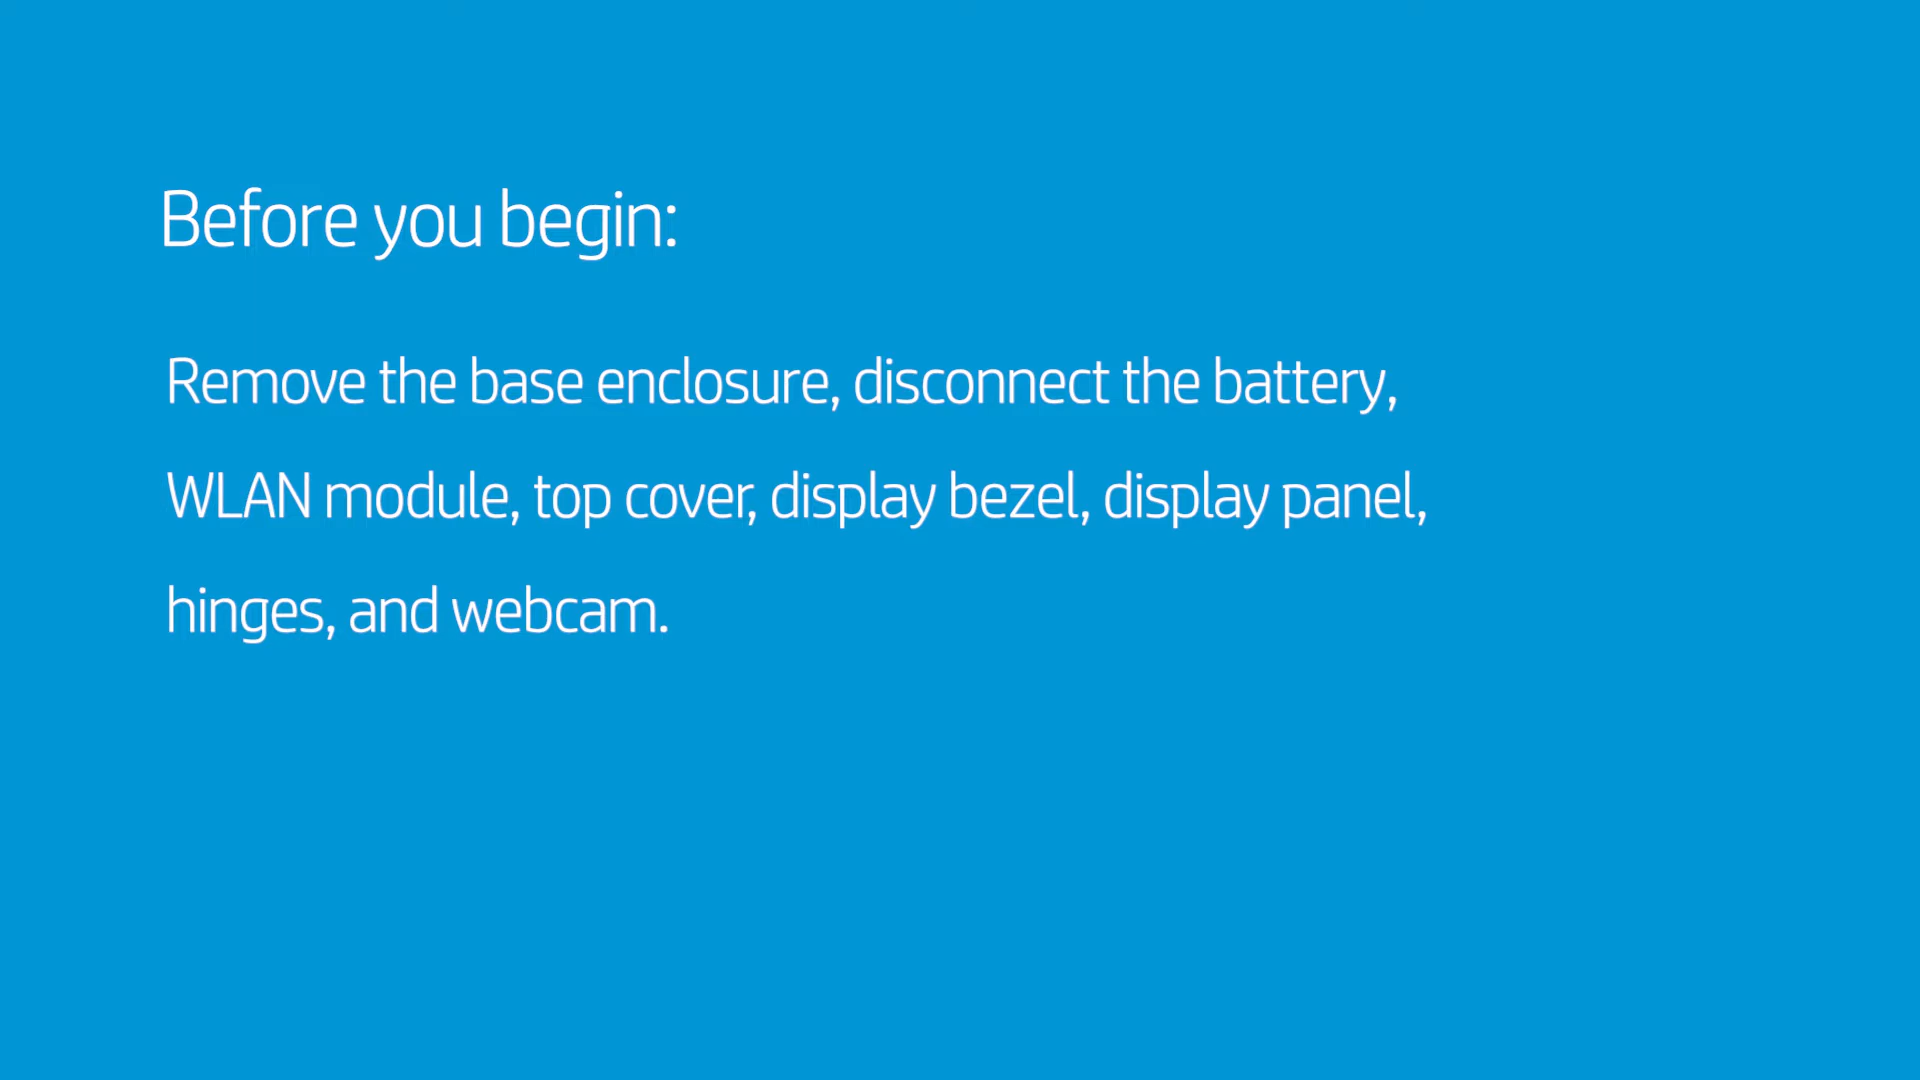 Before you begin:
Remove the base enclosure, disconnect the battery,
WLAN module, top cover, display bezel, display panel,
hinges, and webcam.